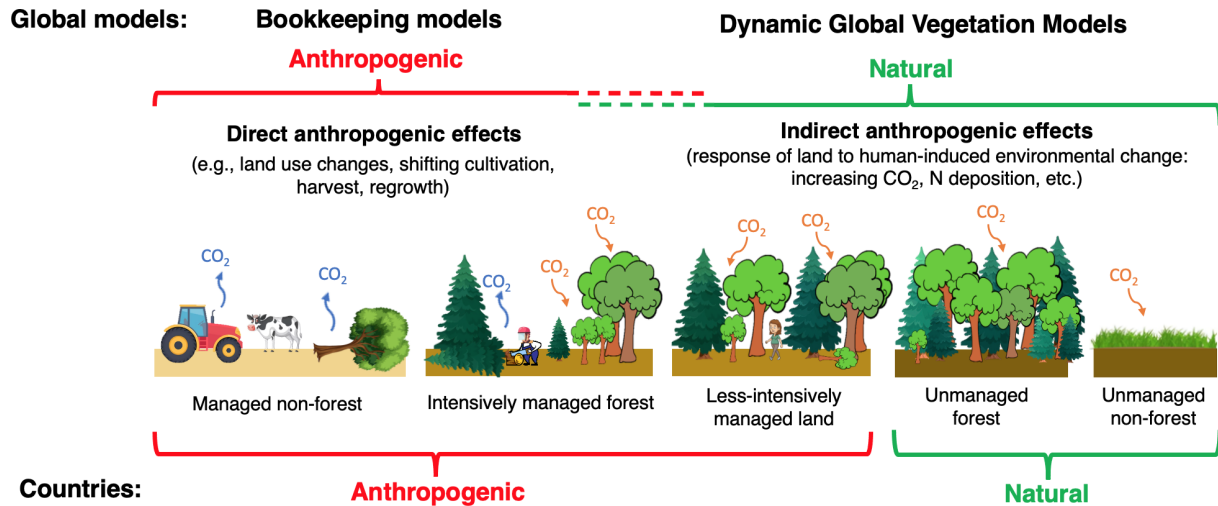 Global models:
Bookkeeping models
Dynamic Global Vegetation Models
Anthropogenic
Natural
Direct anthropogenic effects
(e.g., land use changes, shifting cultivation,
harvest, regrowth)
Indirect anthropogenic effects
(response of land to human-induced environmental change:
increasing CO₂, N deposition, etc.)
CO₂
CO₂
CO₂
CO₂
CO₂
CO₂
CO₂
CO₂
CO₂
Managed non-forest
Intensively managed forest
Less-intensively
managed land
Unmanaged
forest
Unmanaged
non-forest
Countries:
Anthropogenic
Natural